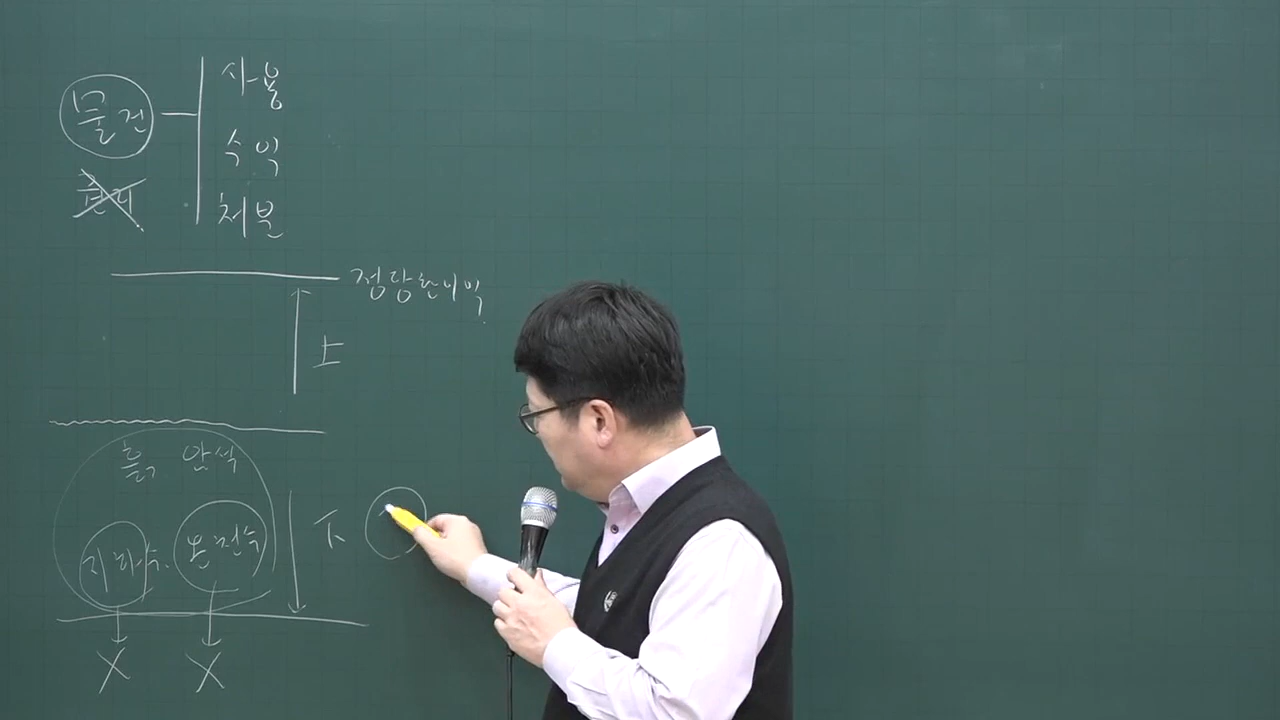 물건
사용
수익
처분
정당한이익
上
흙 암석
下
지하수. 온천수
X X